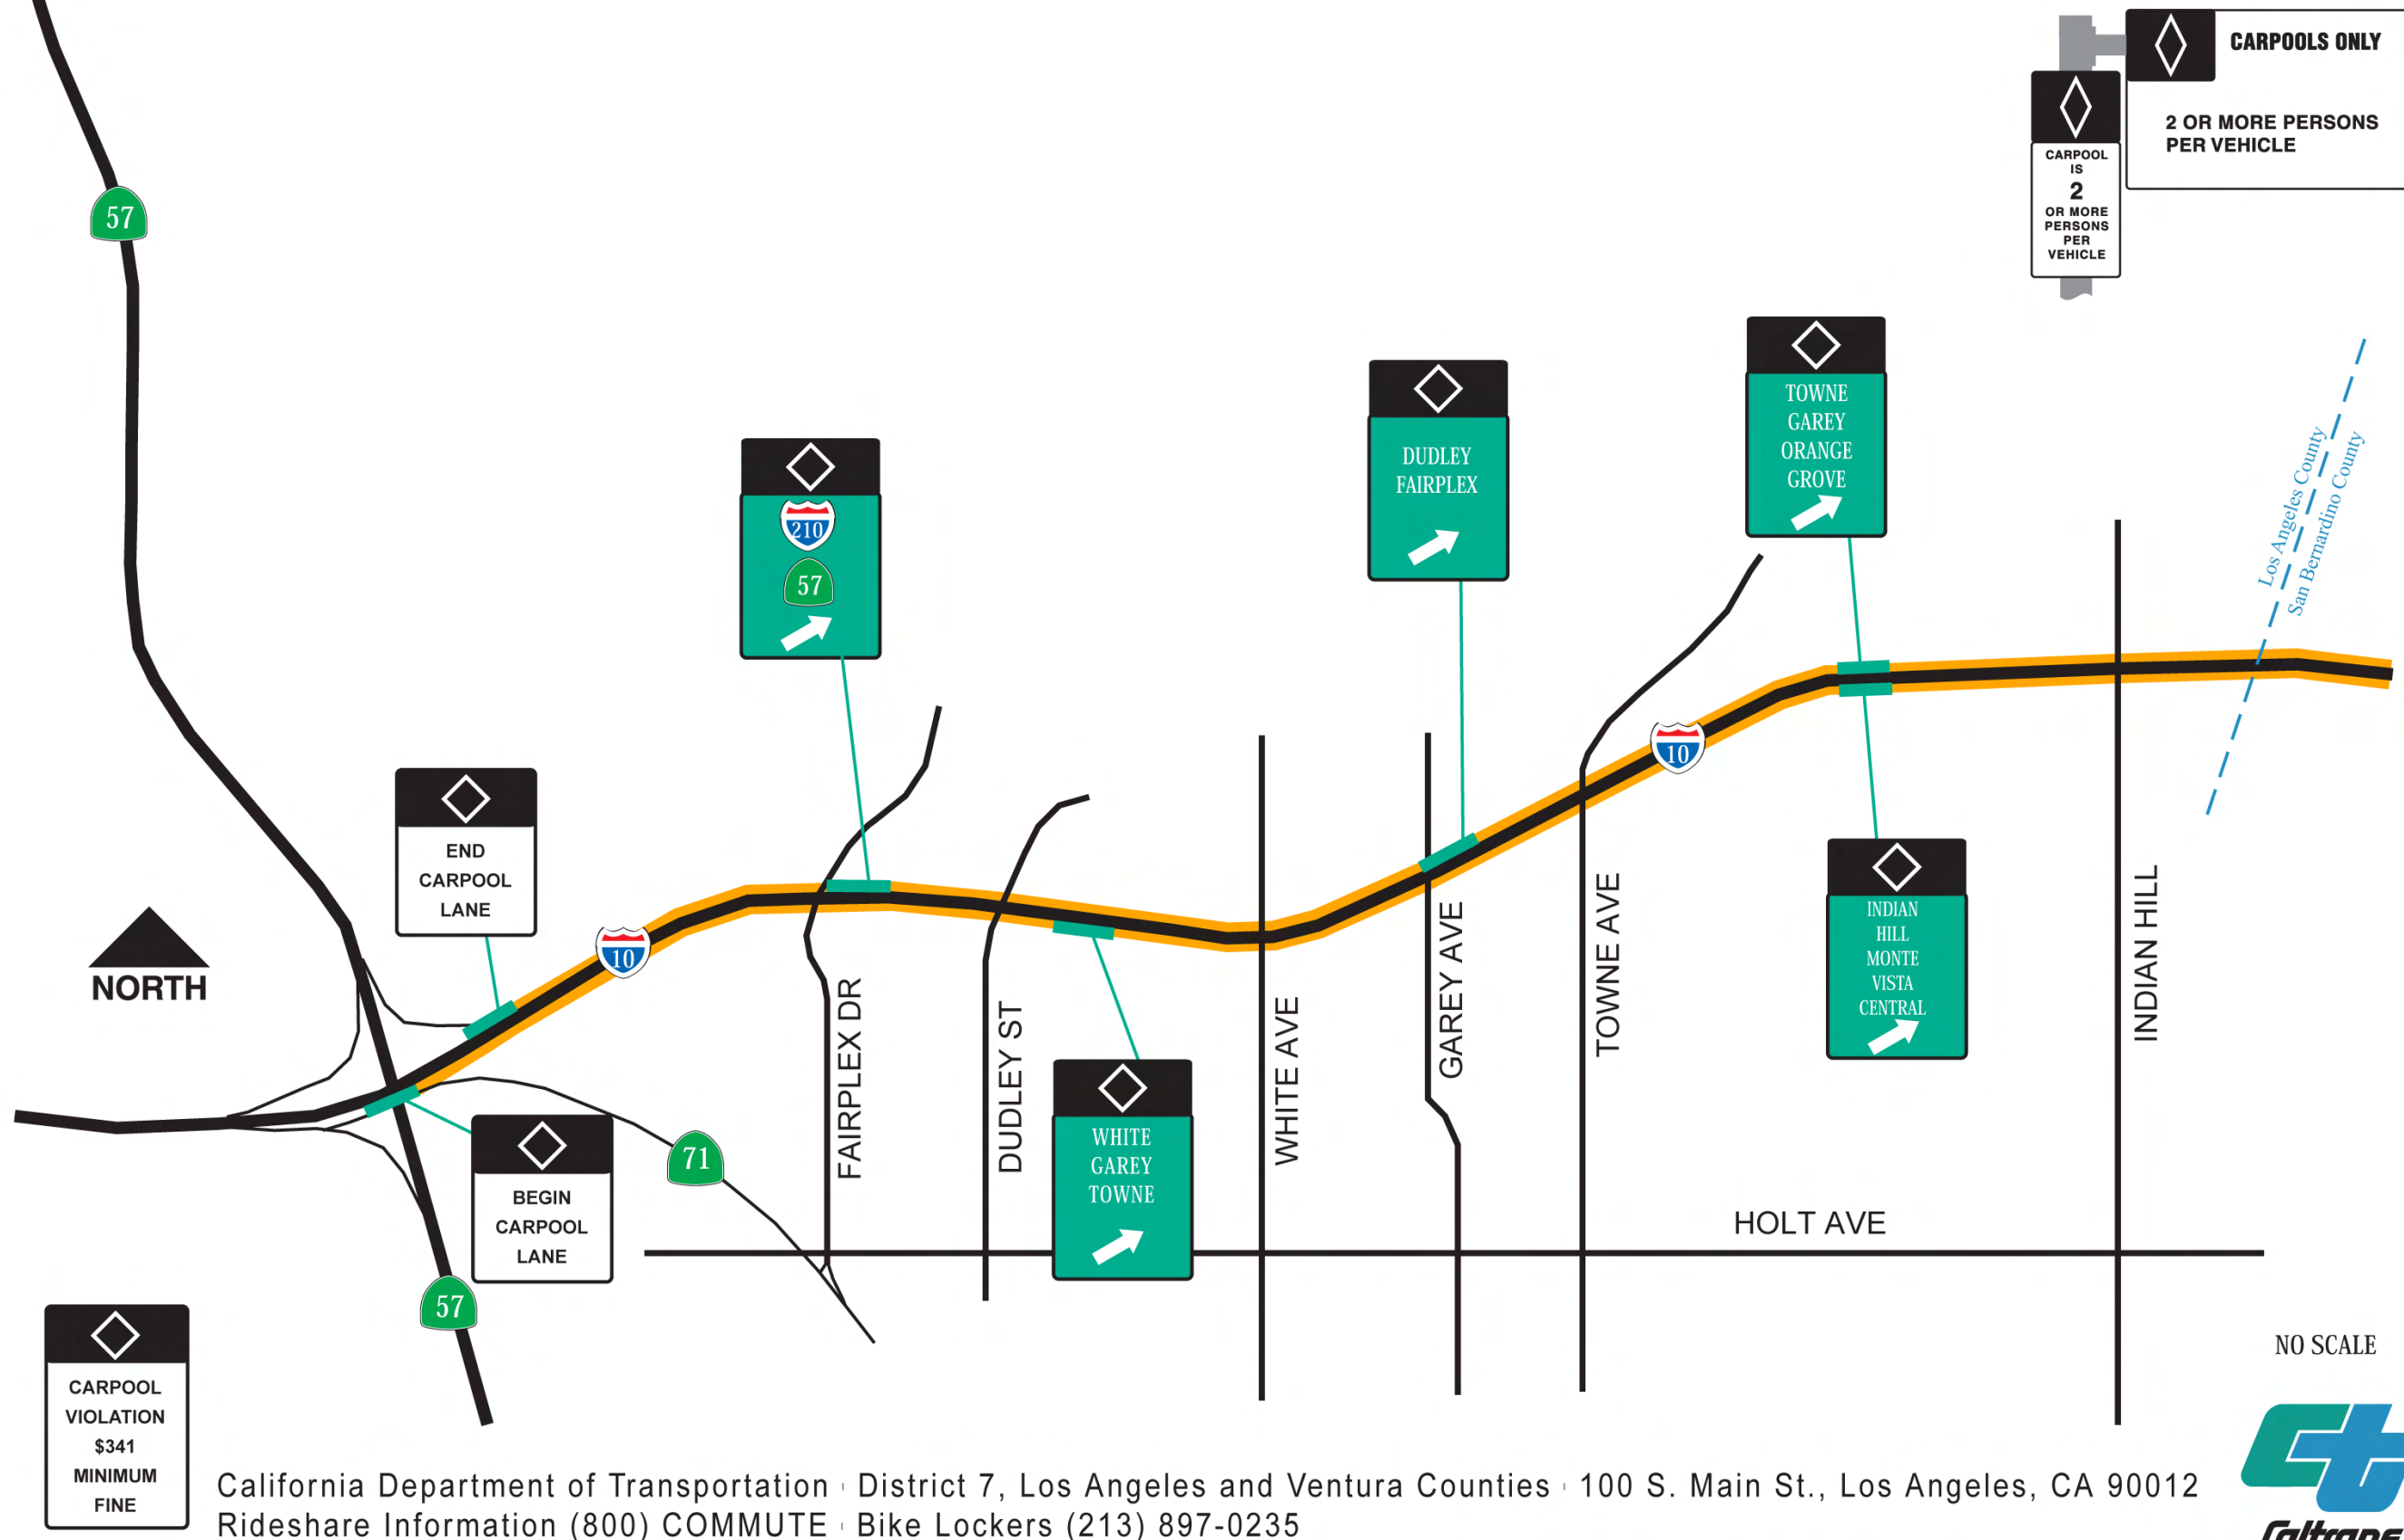 CARPOOLS ONLY
2 OR MORE PERSONS
PER VEHICLE
CARPOOL
IS
2
OR MORE
PERSONS
PER
VEHICLE
57
TOWNE
GAREY
ORANGE
GROVE
DUDLEY
FAIRPLEX
210
57
Los Angeles County
San Bernardino County
10
END
CARPOOL
LANE
10
NORTH
INDIAN
HILL
MONTE
VISTA
CENTRAL
FAIRPLEX DR
DUDLEY ST
WHITE AVE
GAREY AVE
TOWNE AVE
INDIAN HILL
71
WHITE
GAREY
TOWNE
BEGIN
CARPOOL
LANE
HOLT AVE
57
NO SCALE
CARPOOL
VIOLATION
$341
MINIMUM
FINE
California Department of Transportation | District 7, Los Angeles and Ventura Counties | 100 S. Main St., Los Angeles, CA 90012
Rideshare Information (800) COMMUTE | Bike Lockers (213) 897-0235
ct
Caltrans